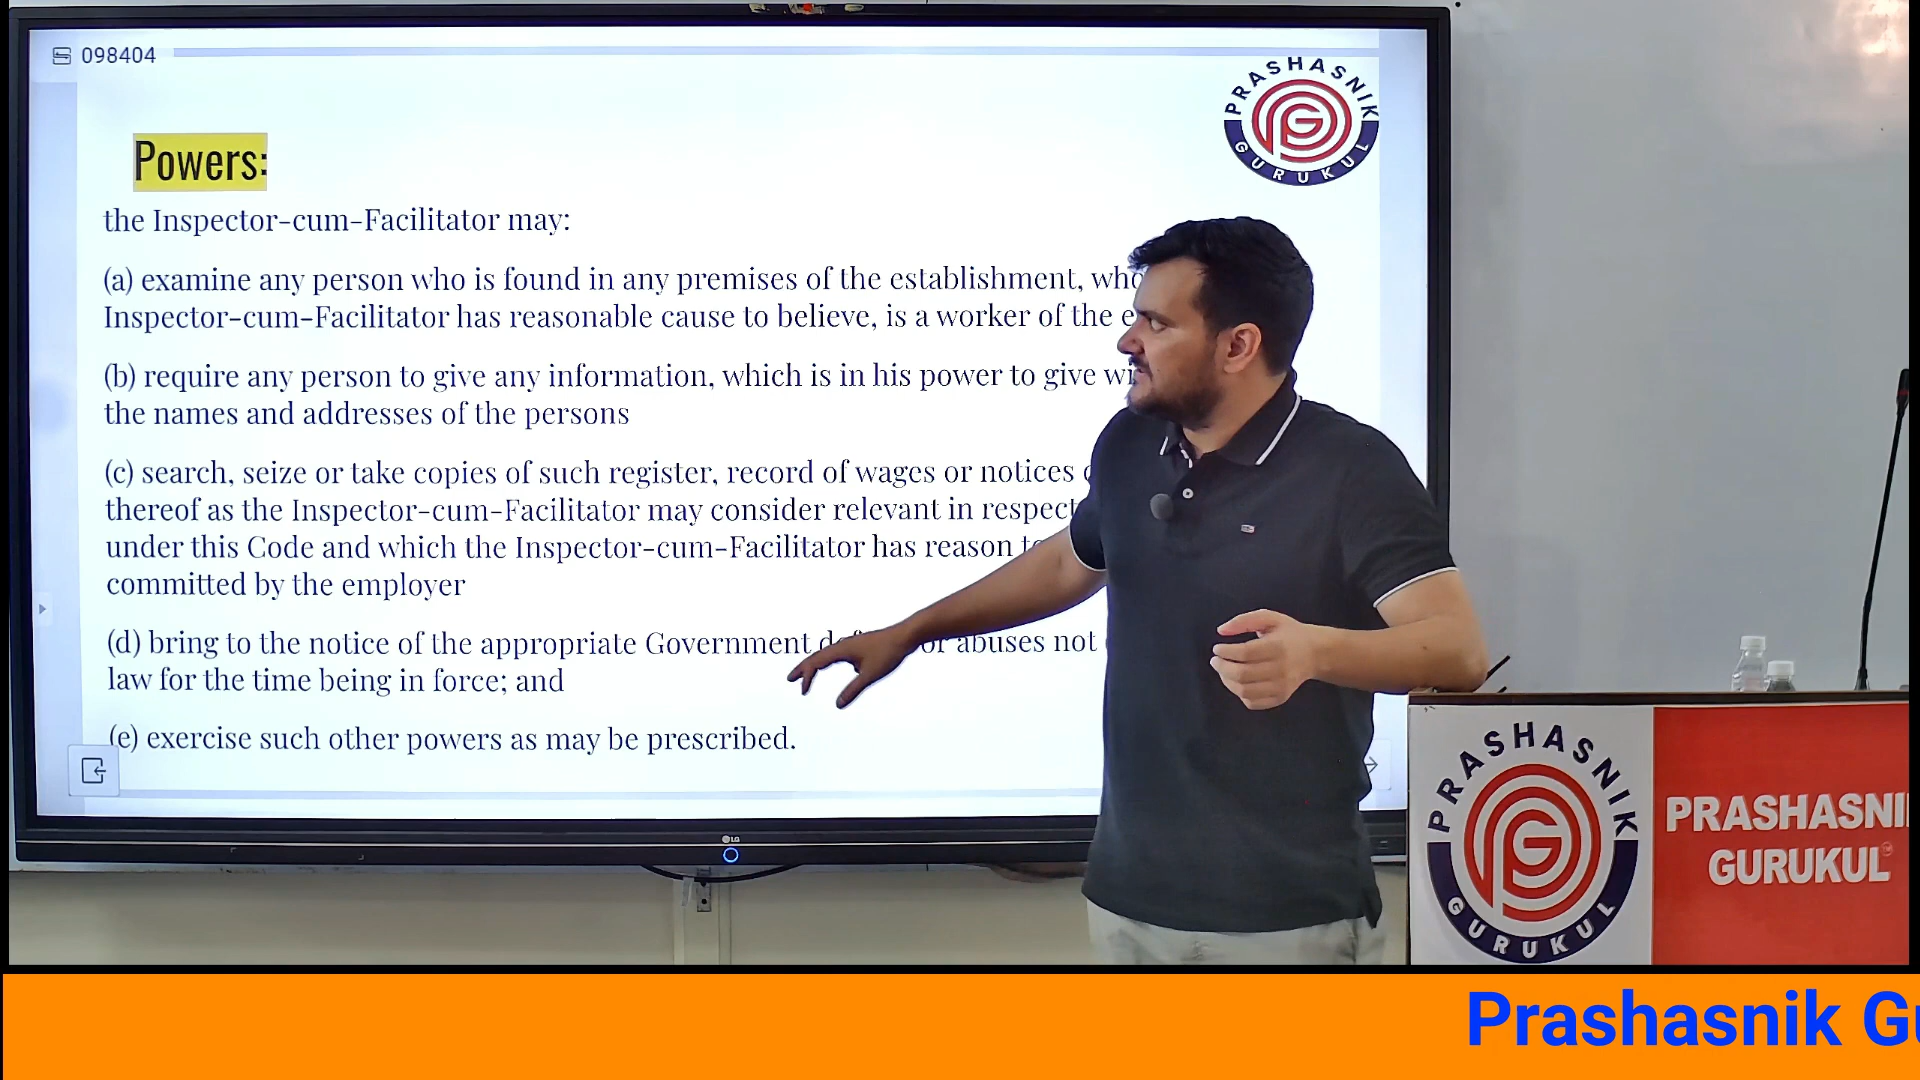 098404
PRASHASNIK
GURUKUL
Powers:
the Inspector-cum-Facilitator may:
(a) examine any person who is found in any premises of the establishment,
Inspector-cum-Facilitator has reasonable cause to believe, is a worker of the
(b) require any person to give any information, which is in his power to give
the names and addresses of the persons
(c) search, seize or take copies of such register, record of wages or notices
thereof as the Inspector-cum-Facilitator may consider relevant in respect
under this Code and which the Inspector-cum-Facilitator has reason
committed by the employer
(d) bring to the notice of the appropriate Government or abuses not
law for the time being in force; and
(e) exercise such other powers as may be prescribed.
LG
PRASHASNIK
GURUKUL
PRASHASNI
GURUKUL
Prashasnik Gu